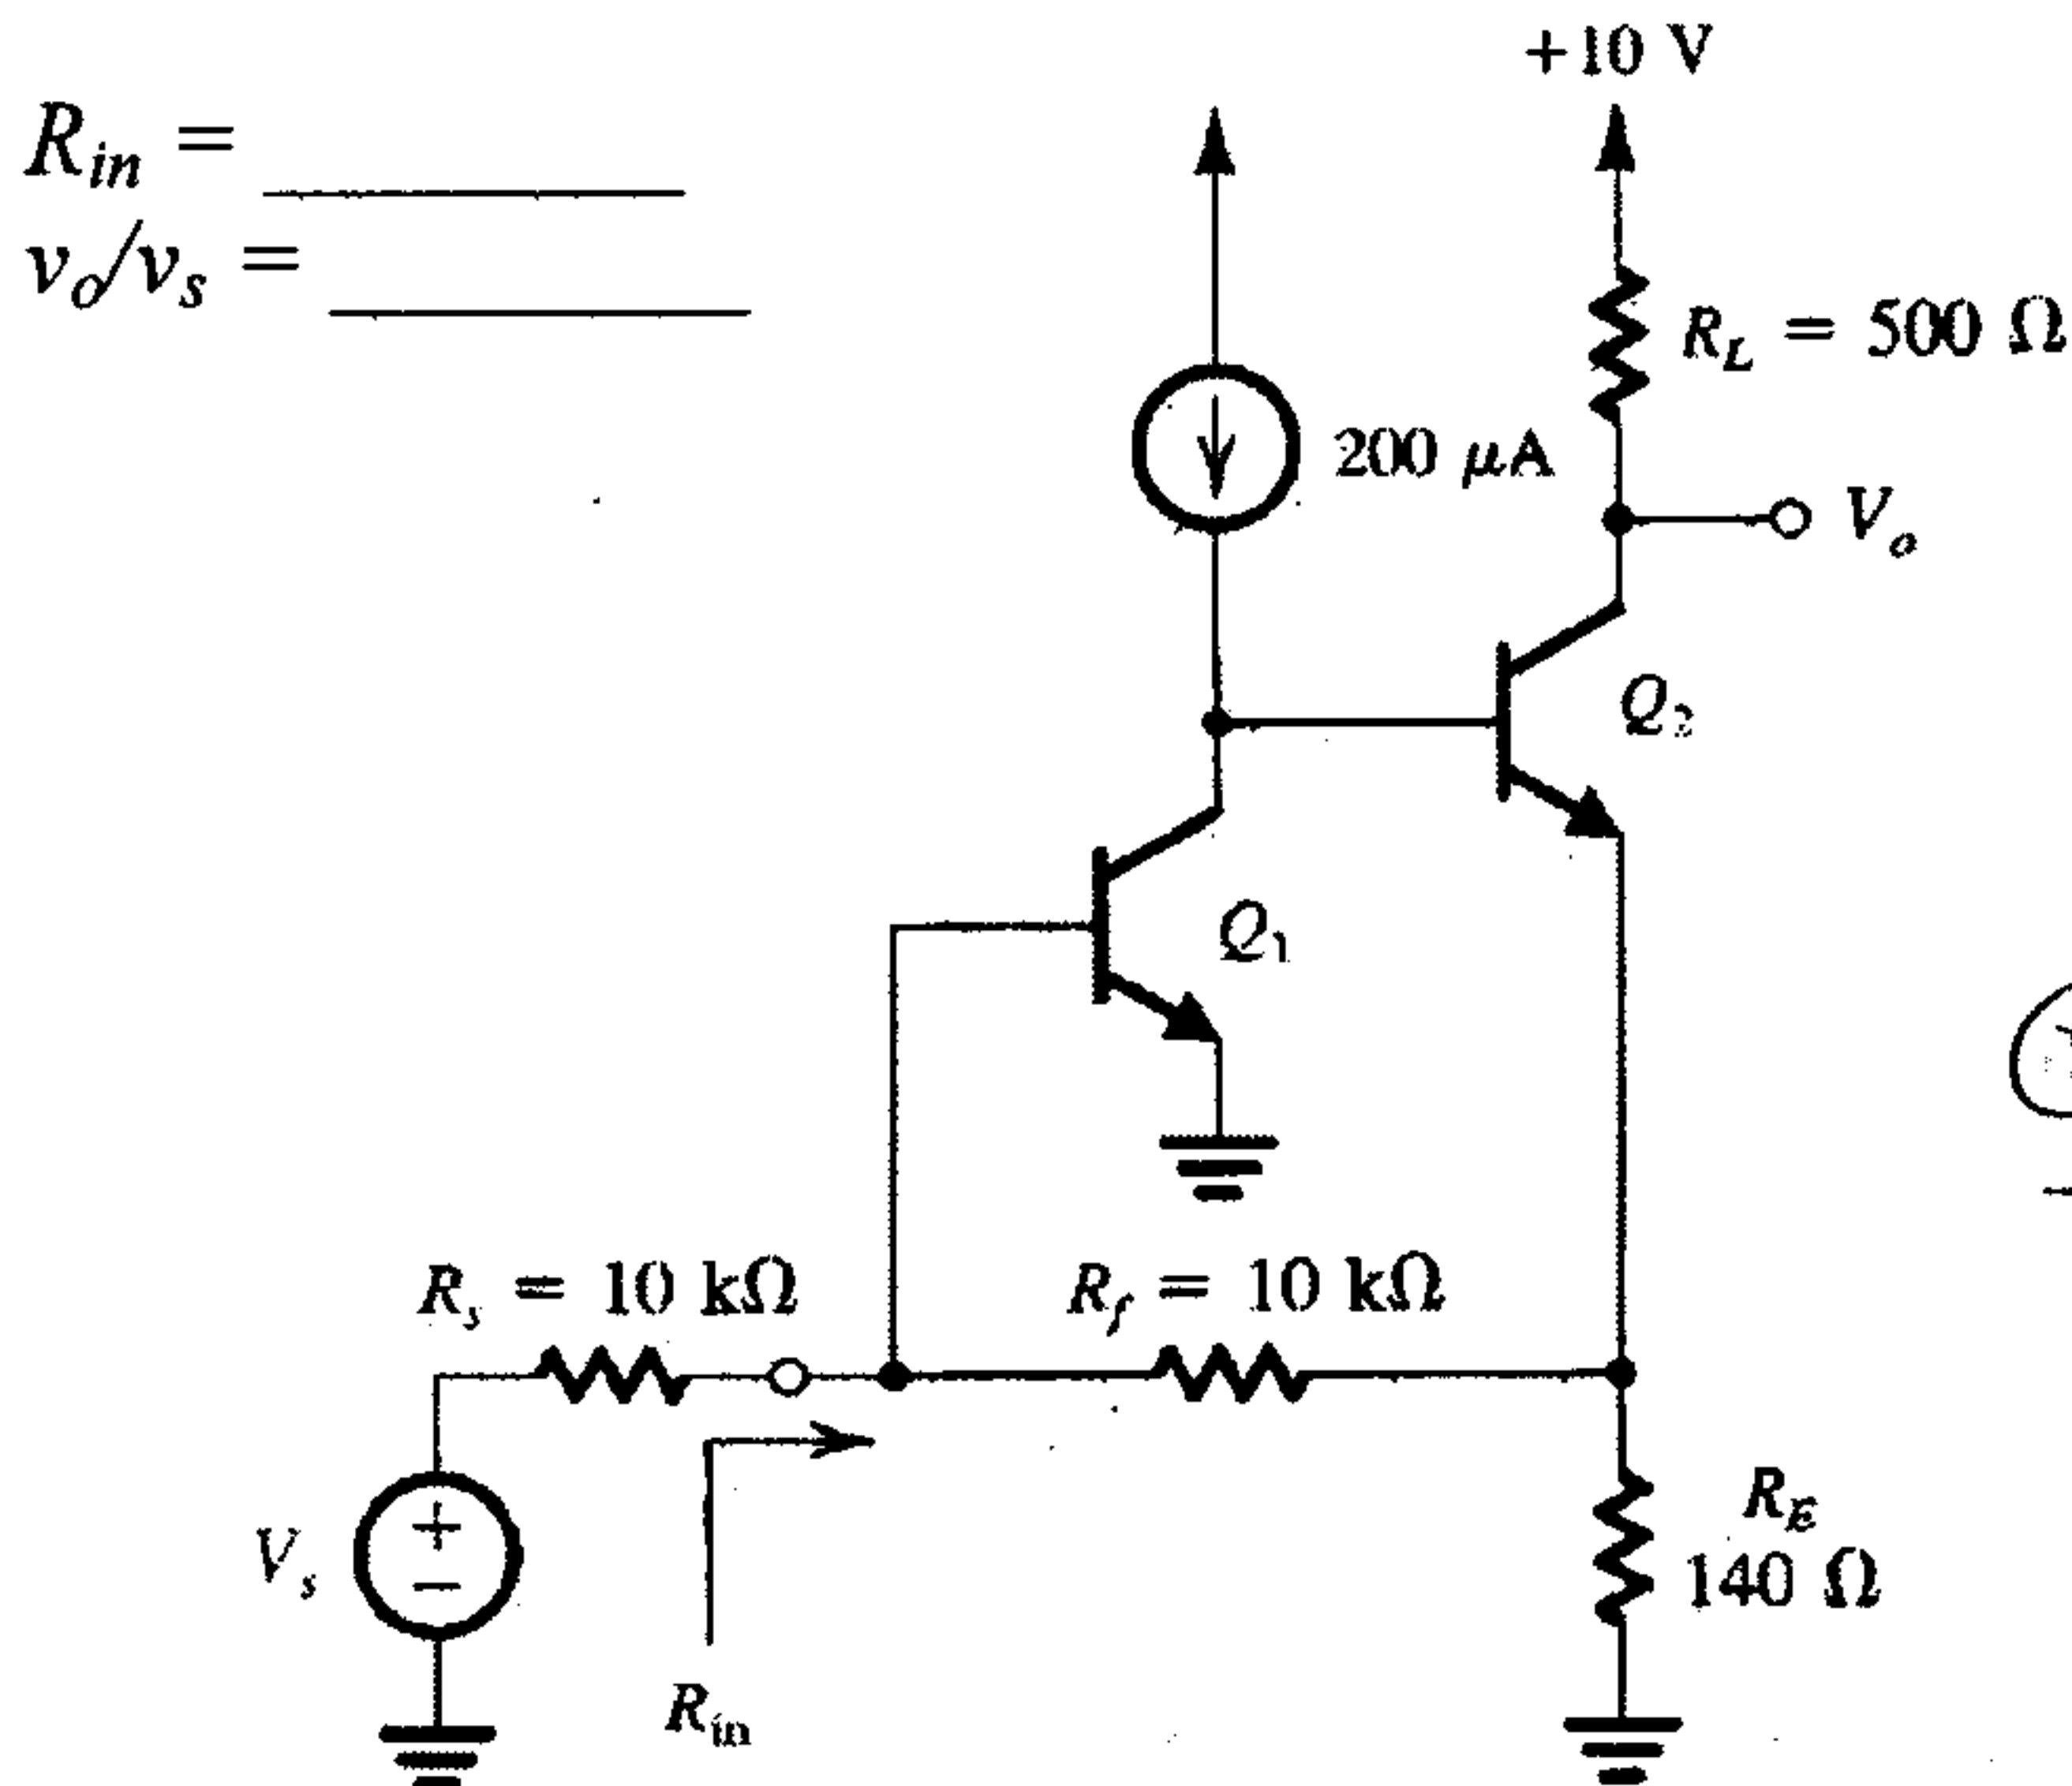 R_in = ________
v_o/v_s = ________
+10 V
R_L = 500 Ω
200 μA
V_o
Q_2
Q_1
R_s = 10 kΩ
R_f = 10 kΩ
+
−
V_s
R_in
R_E
140 Ω